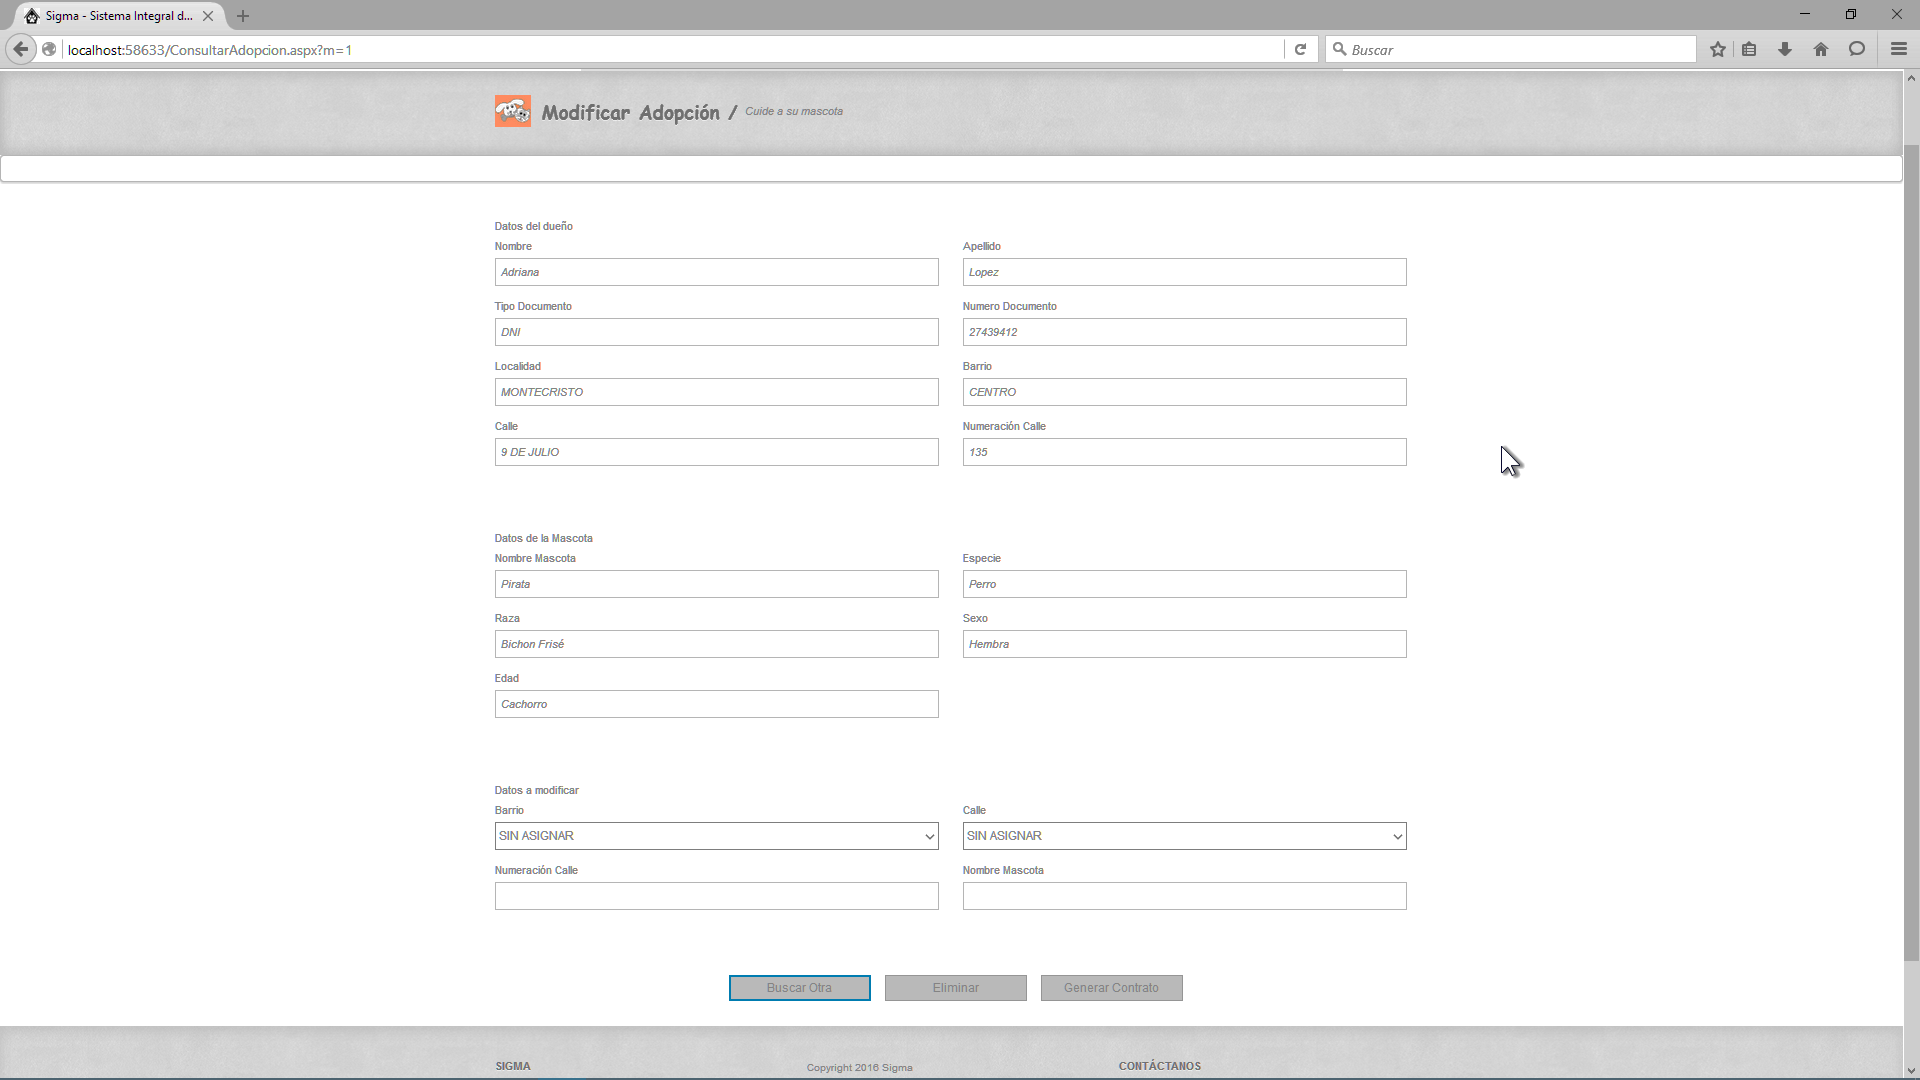 Sigma - Sistema Integral d...
localhost:58633/ConsultarAdopcion.aspx?m=1
Buscar
Modificar Adopción / Cuide a su mascota
Datos del dueño
Nombre Apellido
Adriana Lopez
Tipo Documento Numero Documento
DNI 27439412
Localidad Barrio
MONTECRISTO CENTRO
Calle Numeración Calle
9 DE JULIO 135
Datos de la Mascota
Nombre Mascota Especie
Pirata Perro
Raza Sexo
Bichon Frisé Hembra
Edad
Cachorro
Datos a modificar
Barrio Calle
SIN ASIGNAR SIN ASIGNAR
Numeración Calle Nombre Mascota
Buscar Otra Eliminar Generar Contrato
SIGMA Copyright 2016 Sigma CONTÁCTANOS